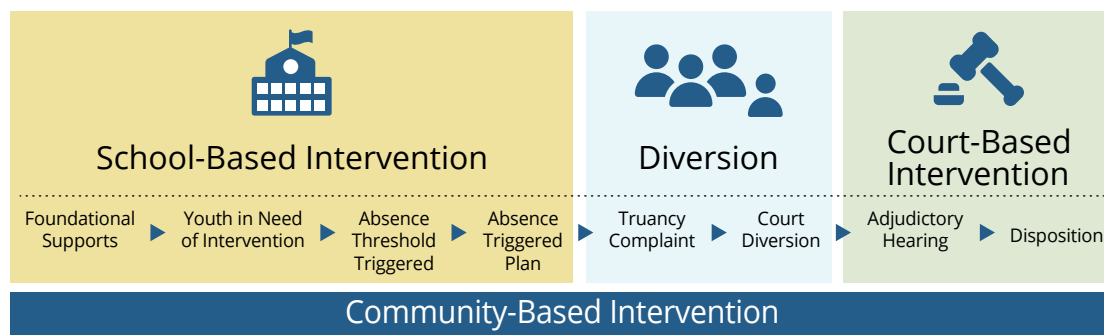 School-Based Intervention
Diversion
Court-Based
Intervention
Foundational
Supports
Youth in Need
of Intervention
Absence
Threshold
Triggered
Absence
Triggered
Plan
Truancy
Complaint
Court
Diversion
Adjudictory
Hearing
Disposition
Community-Based Intervention